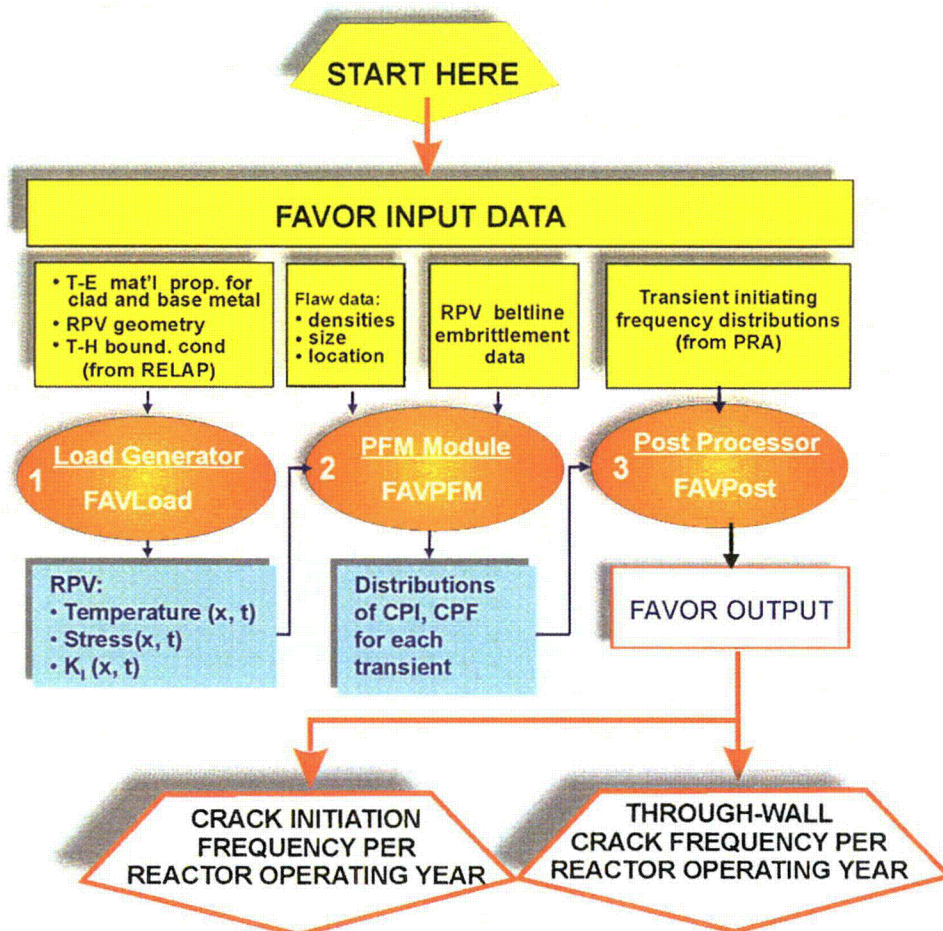 START HERE
FAVOR INPUT DATA
• T-E mat'l prop. for
clad and base metal
• RPV geometry
• T-H bound. cond
(from RELAP)
Flaw data:
• densities
• size
• location
RPV beltline
embrittlement
data
Transient initiating
frequency distributions
(from PRA)
1
Load Generator
FAVLoad
2
PFM Module
FAVPFM
3
Post Processor
FAVPost
RPV:
• Temperature (x, t)
• Stress(x, t)
• K_I (x, t)
Distributions
of CPI, CPF
for each
transient
FAVOR OUTPUT
CRACK INITIATION
FREQUENCY PER
REACTOR OPERATING YEAR
THROUGH-WALL
CRACK FREQUENCY PER
REACTOR OPERATING YEAR